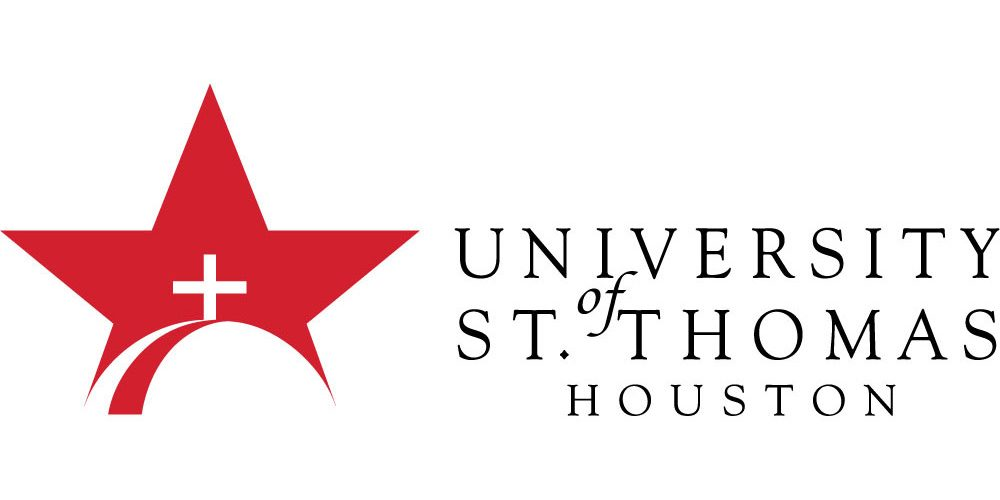 UNIVERSITY
of
ST. THOMAS
HOUSTON